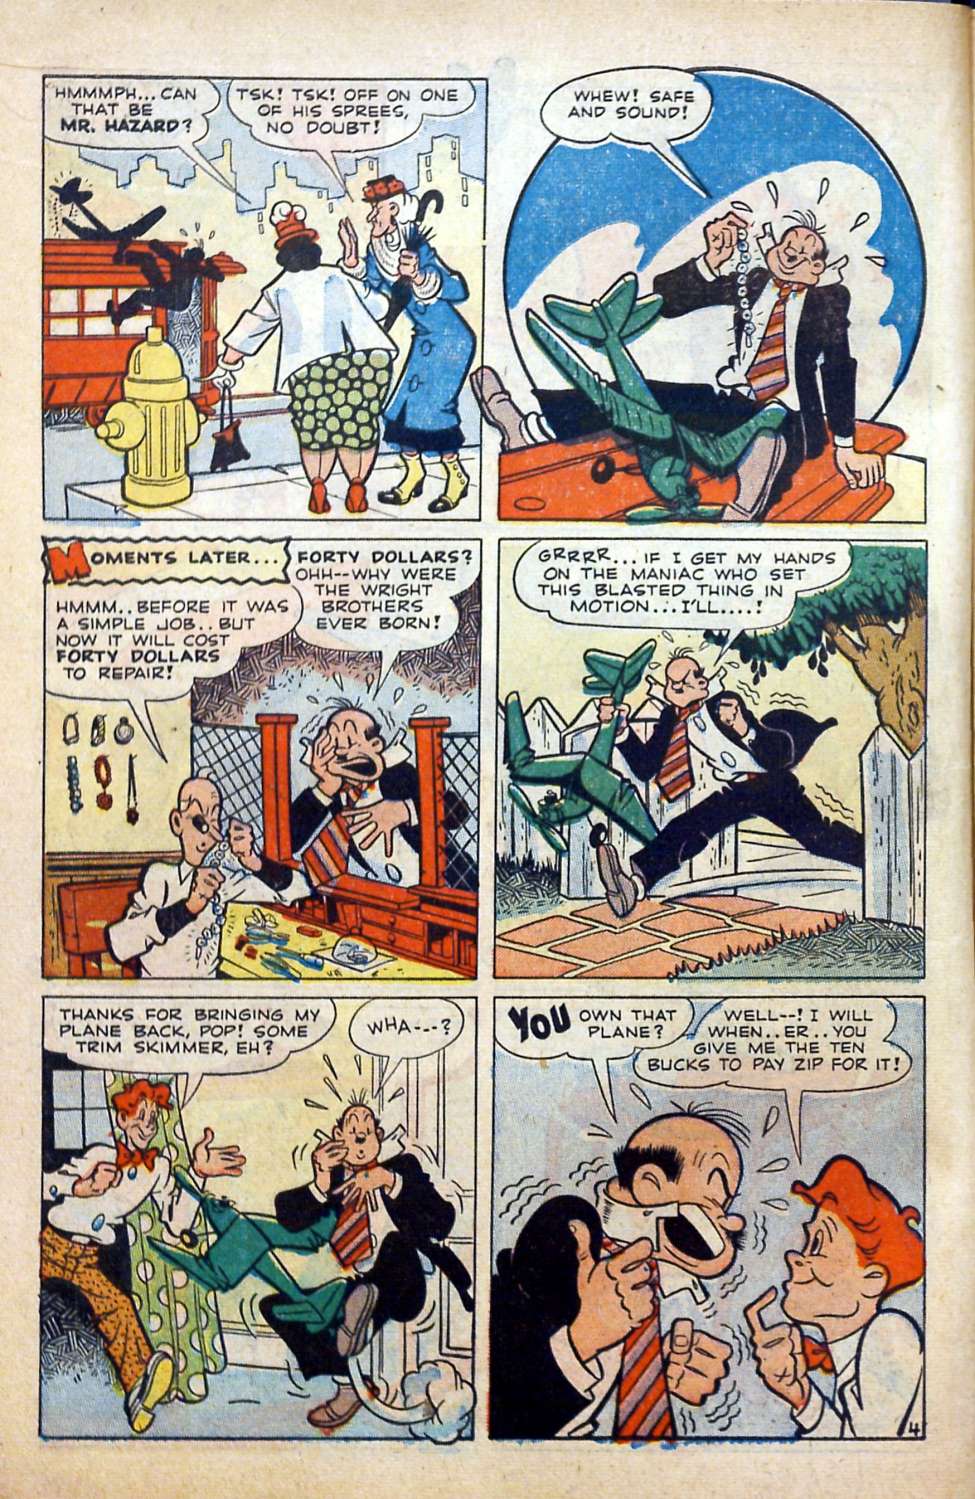 HMMMPH...CAN
THAT BE
MR. HAZARD?
TSK! TSK! OFF ON ONE
OF HIS SPREES,
NO DOUBT!
WHEW! SAFE
AND SOUND!
MOMENTS LATER...
HMMM..BEFORE IT WAS
A SIMPLE JOB..BUT
NOW IT WILL COST
FORTY DOLLARS
TO REPAIR!
FORTY DOLLARS?
OHH--WHY WERE
THE WRIGHT
BROTHERS
EVER BORN!
GRRRR...IF I GET MY HANDS
ON THE MANIAC WHO SET
THIS BLASTED THING IN
MOTION...I'LL....!
THANKS FOR BRINGING MY
PLANE BACK, POP! SOME
TRIM SKIMMER, EH?
WHA---?
YOU OWN THAT
PLANE?
WELL--! I WILL
WHEN..ER..YOU
GIVE ME THE TEN
BUCKS TO PAY ZIP FOR IT!
4